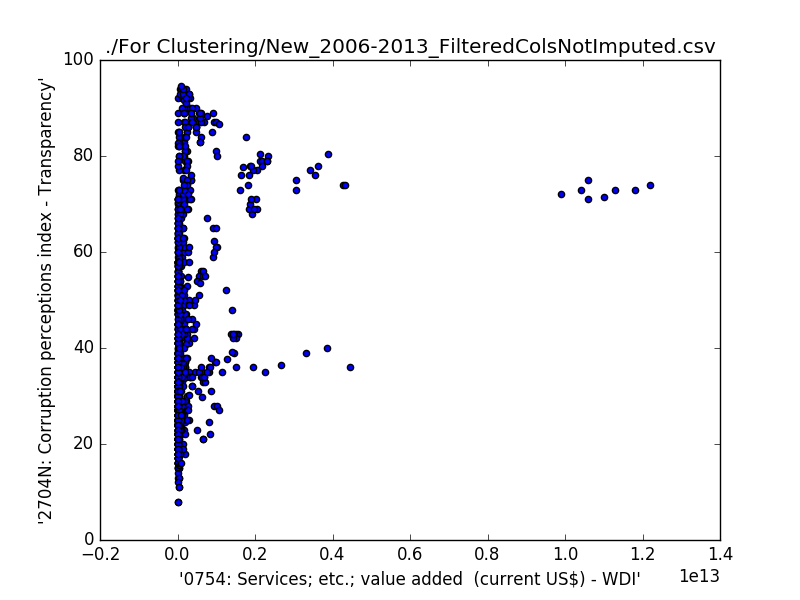 ./For Clustering/New_2006-2013_FilteredColsNotImputed.csv
100
80
60
40
20
0
'2704N: Corruption perceptions index - Transparency'
−0.2 0.0 0.2 0.4 0.6 0.8 1.0 1.2 1.4
1e13
'0754: Services; etc.; value added  (current US$) - WDI'